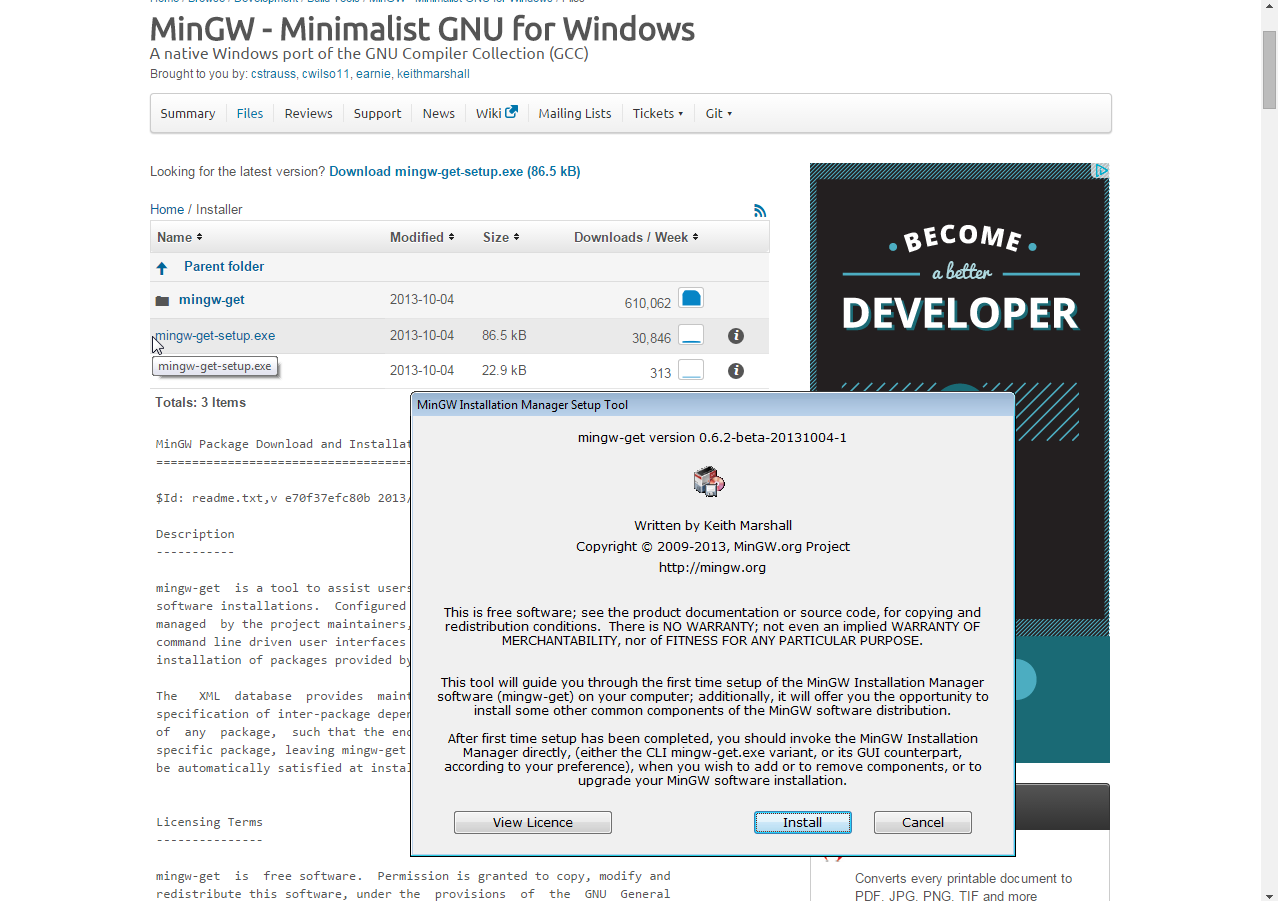 Home / Browse / Development / Build Tools / MinGW - Minimalist GNU for Windows / Files
MinGW - Minimalist GNU for Windows
A native Windows port of the GNU Compiler Collection (GCC)
Brought to you by: cstrauss, cwilso11, earnie, keithmarshall
Summary Files Reviews Support News Wiki Mailing Lists Tickets Git
Looking for the latest version? Download mingw-get-setup.exe (86.5 kB)
Home / Installer
Name Modified Size Downloads / Week
Parent folder
mingw-get 2013-10-04 610,062
mingw-get-setup.exe 2013-10-04 86.5 kB 30,846
mingw-get-setup.exe
2013-10-04 22.9 kB 313
Totals: 3 Items
MinGW Package Download and Installat
====================================
$Id: readme.txt,v e70f37efc80b 2013/
Description
-----------
mingw-get is a tool to assist users
software installations. Configured
managed by the project maintainers,
command line driven user interfaces
installation of packages provided by
The XML database provides maint
specification of inter-package depen
of any package, such that the end
specific package, leaving mingw-get
be automatically satisfied at instal
Licensing Terms
---------------
mingw-get is free software. Permission is granted to copy, modify and
redistribute this software, under the provisions of the GNU General
MinGW Installation Manager Setup Tool
mingw-get version 0.6.2-beta-20131004-1
Written by Keith Marshall
Copyright © 2009-2013, MinGW.org Project
http://mingw.org
This is free software; see the product documentation or source code, for copying and
redistribution conditions. There is NO WARRANTY; not even an implied WARRANTY OF
MERCHANTABILITY, nor of FITNESS FOR ANY PARTICULAR PURPOSE.
This tool will guide you through the first time setup of the MinGW Installation Manager
software (mingw-get) on your computer; additionally, it will offer you the opportunity to
install some other common components of the MinGW software distribution.
After first time setup has been completed, you should invoke the MinGW Installation
Manager directly, (either the CLI mingw-get.exe variant, or its GUI counterpart,
according to your preference), when you wish to add or to remove components, or to
upgrade your MinGW software installation.
View Licence Install Cancel
BECOME
a better
DEVELOPER
Converts every printable document to
PDF, JPG, PNG, TIF and more